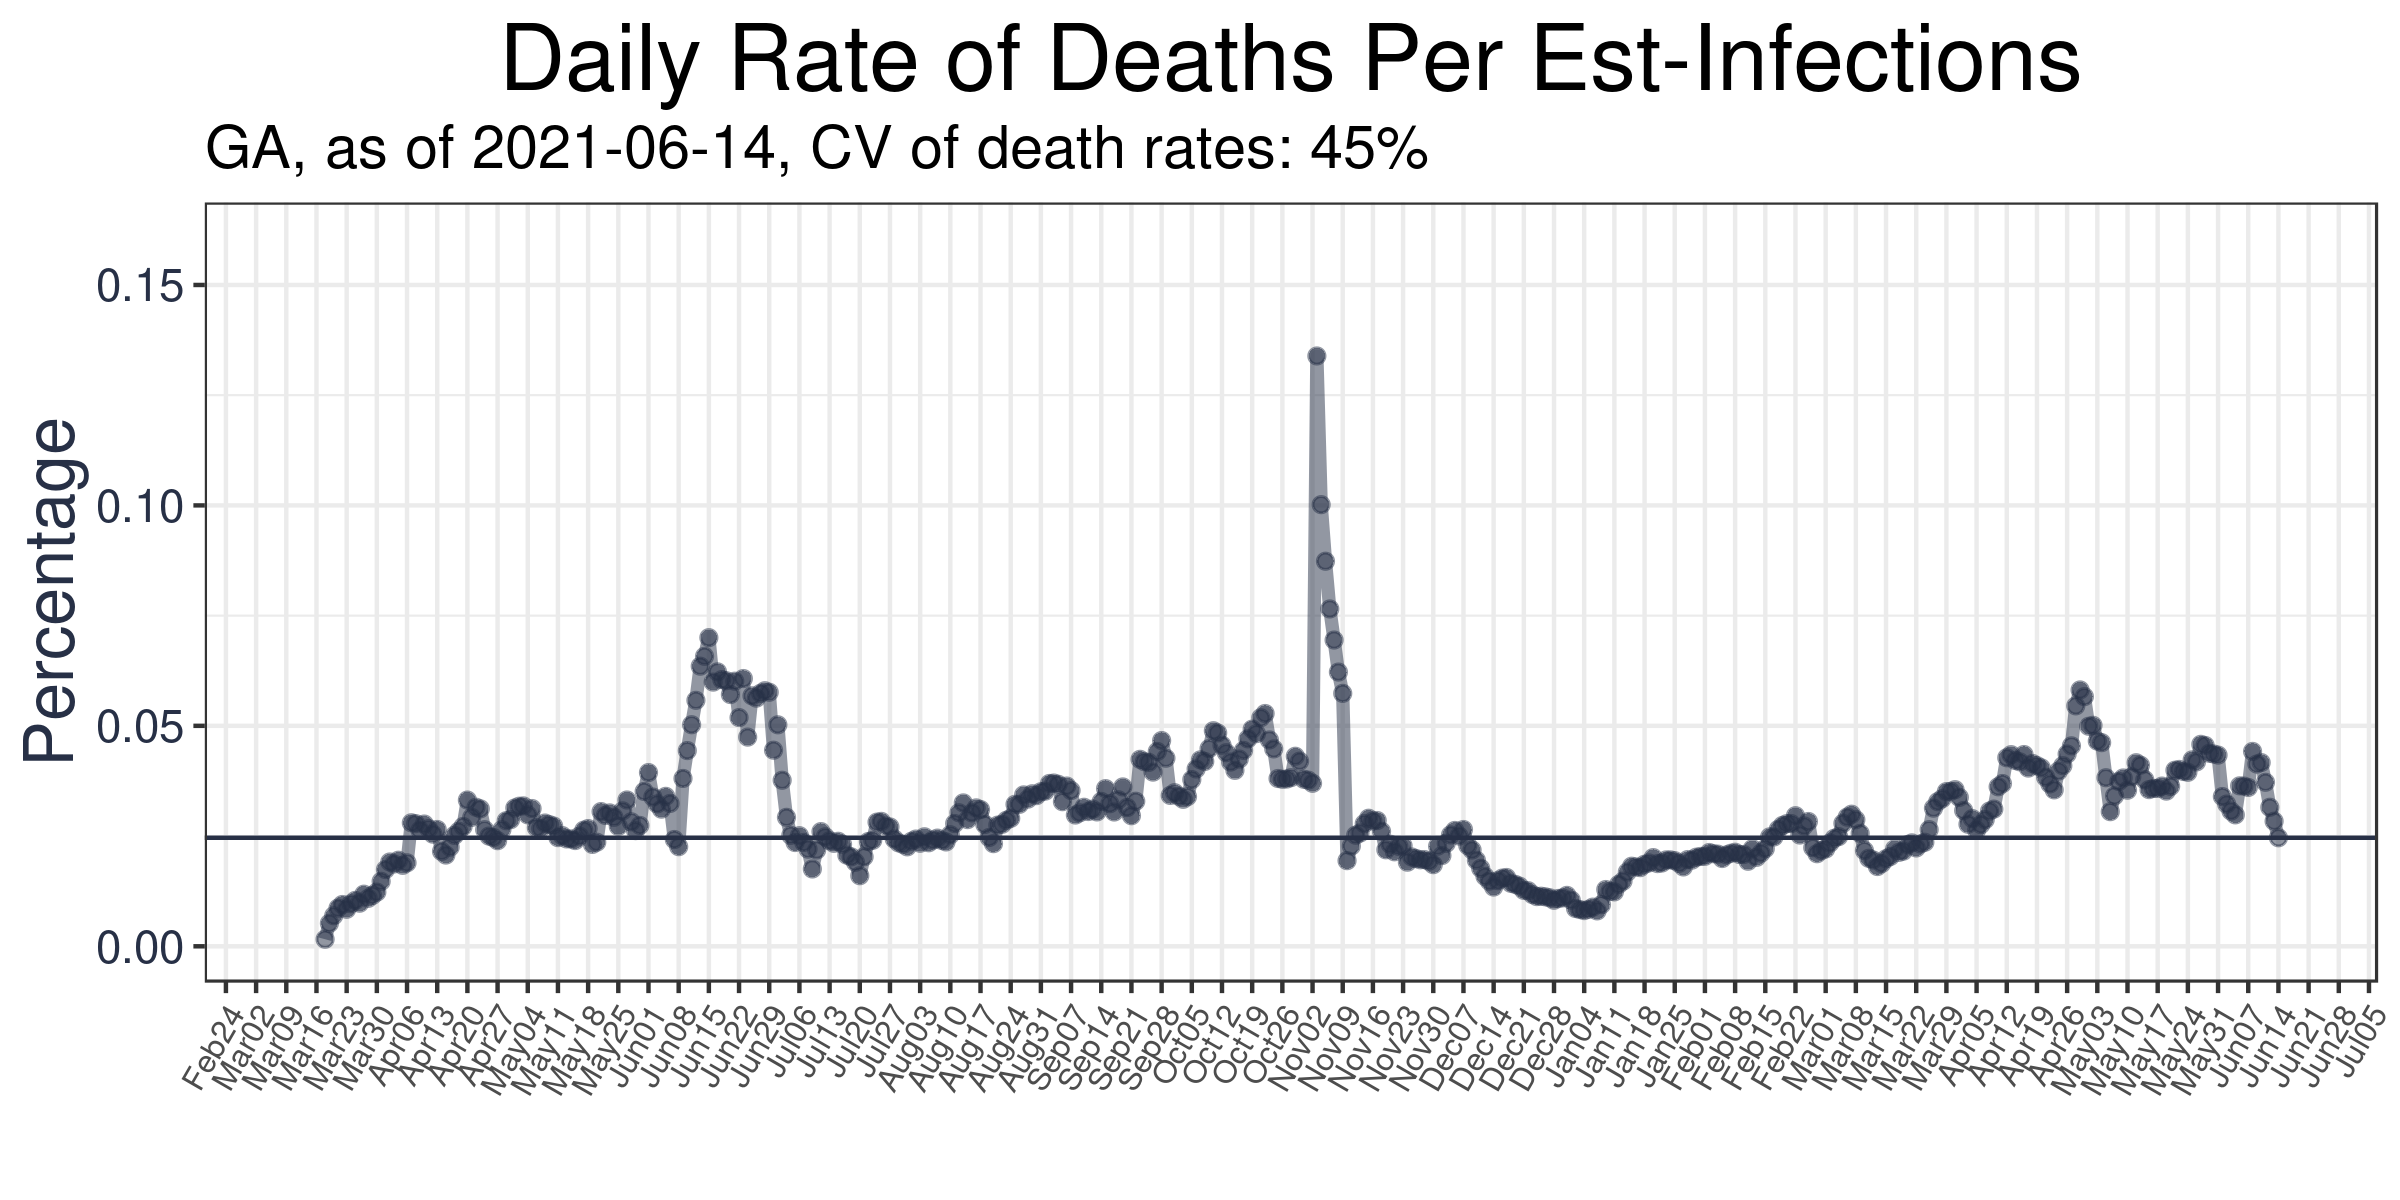 Daily Rate of Deaths Per Est-Infections
GA, as of 2021-06-14, CV of death rates: 45%
Percentage
0.15
0.10
0.05
0.00
Feb24
Mar02
Mar09
Mar16
Mar23
Mar30
Apr06
Apr13
Apr20
Apr27
May04
May11
May18
May25
Jun01
Jun08
Jun15
Jun22
Jun29
Jul06
Jul13
Jul20
Jul27
Aug03
Aug10
Aug17
Aug24
Aug31
Sep07
Sep14
Sep21
Sep28
Oct05
Oct12
Oct19
Oct26
Nov02
Nov09
Nov16
Nov23
Nov30
Dec07
Dec14
Dec21
Dec28
Jan04
Jan11
Jan18
Jan25
Feb01
Feb08
Feb15
Feb22
Mar01
Mar08
Mar15
Mar22
Mar29
Apr05
Apr12
Apr19
Apr26
May03
May10
May17
May24
May31
Jun07
Jun14
Jun21
Jun28
Jul05